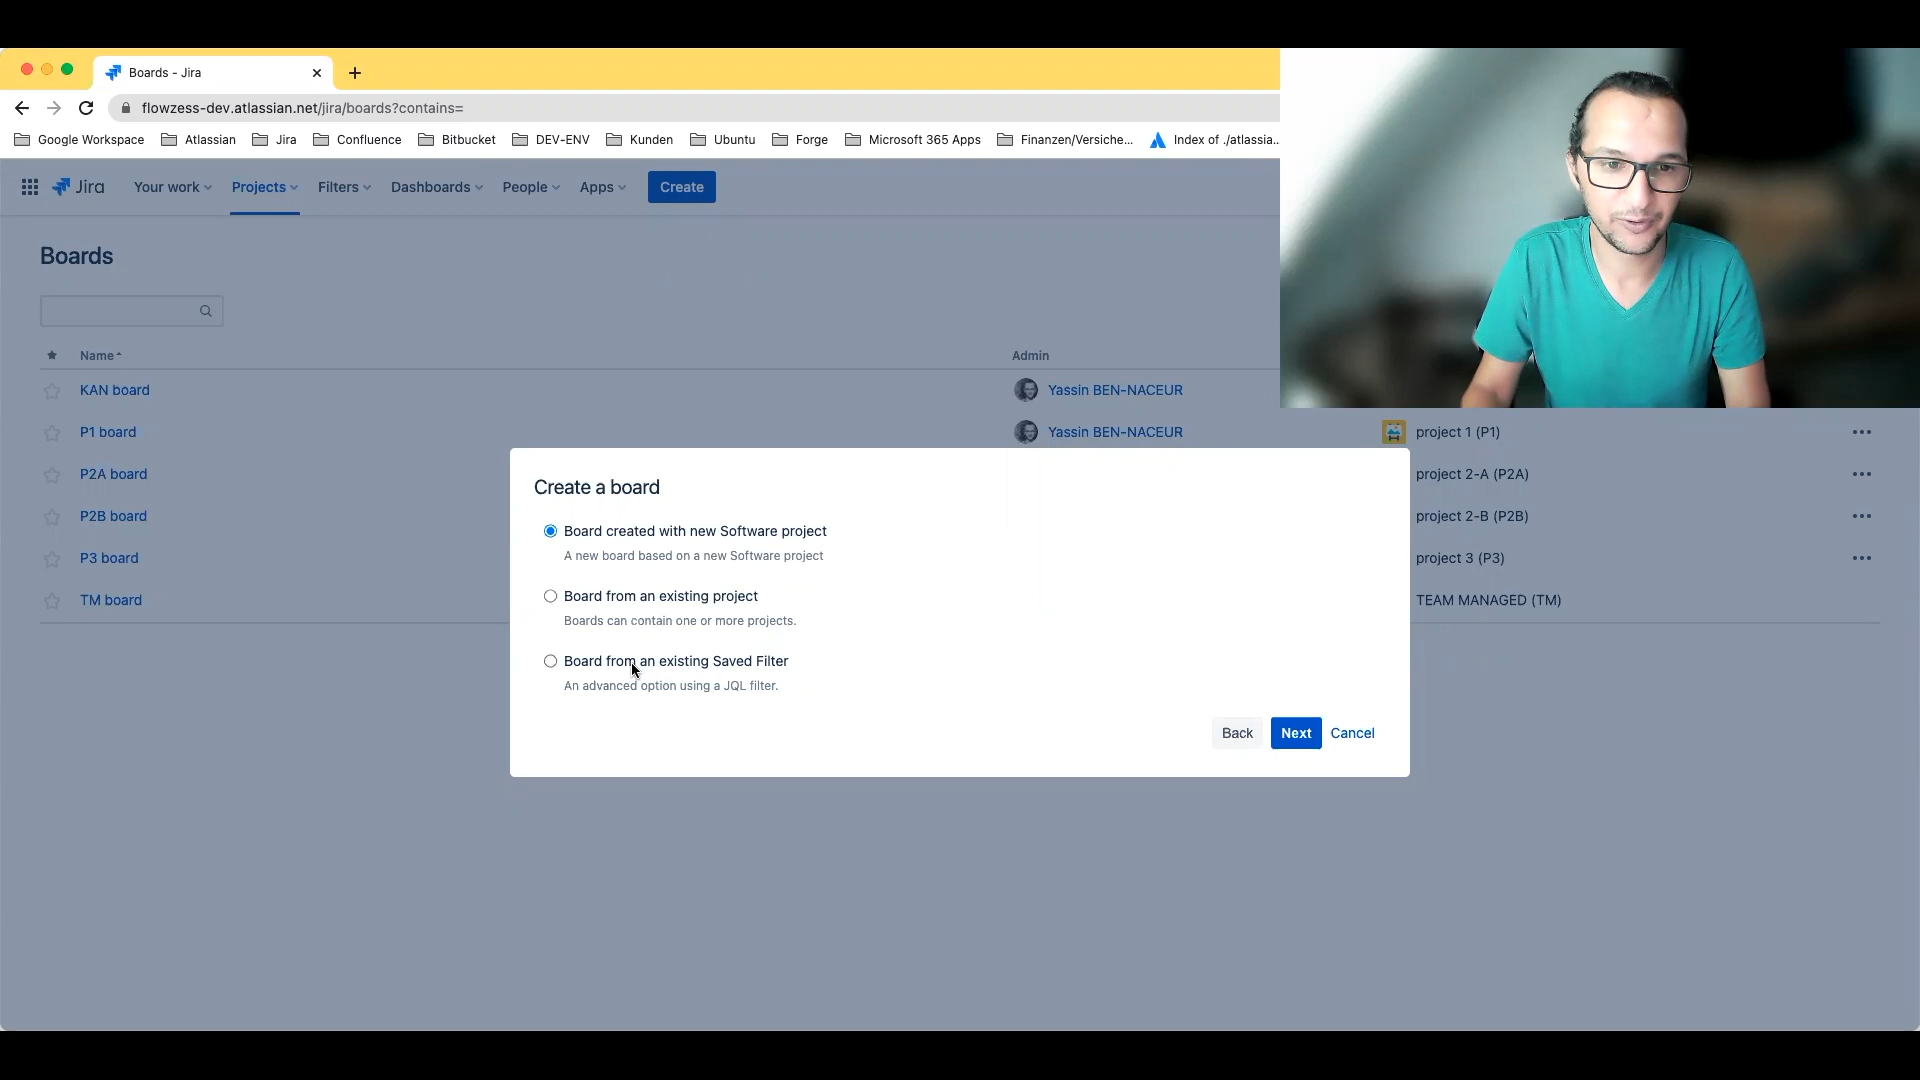 Boards - Jira
flowzess-dev.atlassian.net/jira/boards?contains=
Google Workspace Atlassian Jira Confluence Bitbucket DEV-ENV Kunden Ubuntu Forge Microsoft 365 Apps Finanzen/Versiche... Index of ./atlassia...
Jira Your work Projects Filters Dashboards People Apps Create
Boards
Name Admin
KAN board Yassin BEN-NACEUR
P1 board Yassin BEN-NACEUR project 1 (P1)
P2A board project 2-A (P2A)
P2B board project 2-B (P2B)
P3 board project 3 (P3)
TM board TEAM MANAGED (TM)
Create a board
Board created with new Software project
A new board based on a new Software project
Board from an existing project
Boards can contain one or more projects.
Board from an existing Saved Filter
An advanced option using a JQL filter.
Back Next Cancel